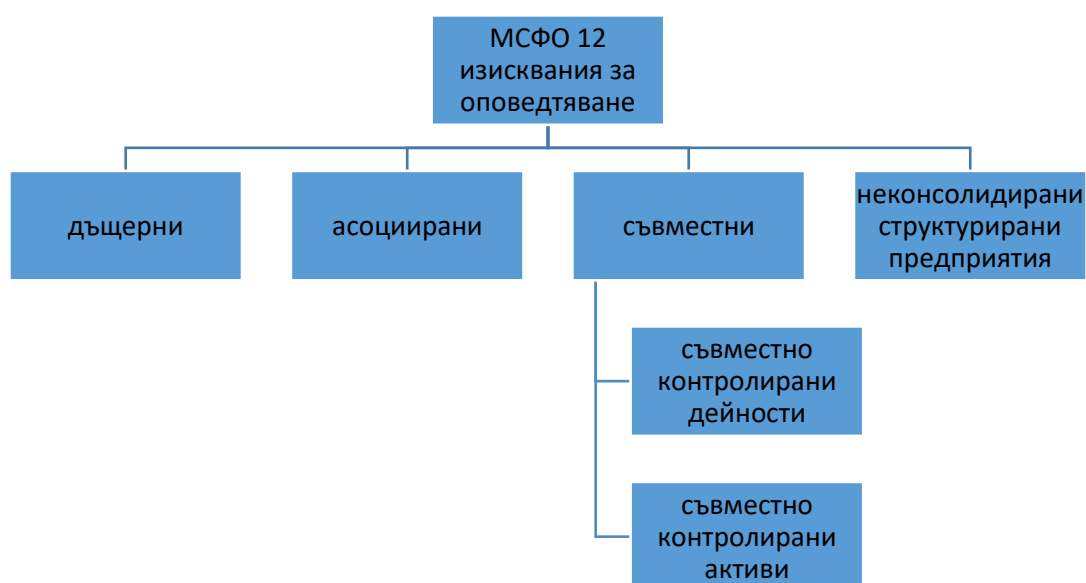 МСФО 12
изисквания за
оповедтяване
дъщерни
асоциирани
съвместни
неконсолидирани
структурирани
предприятия
съвместно
контролирани
дейности
съвместно
контролирани
активи